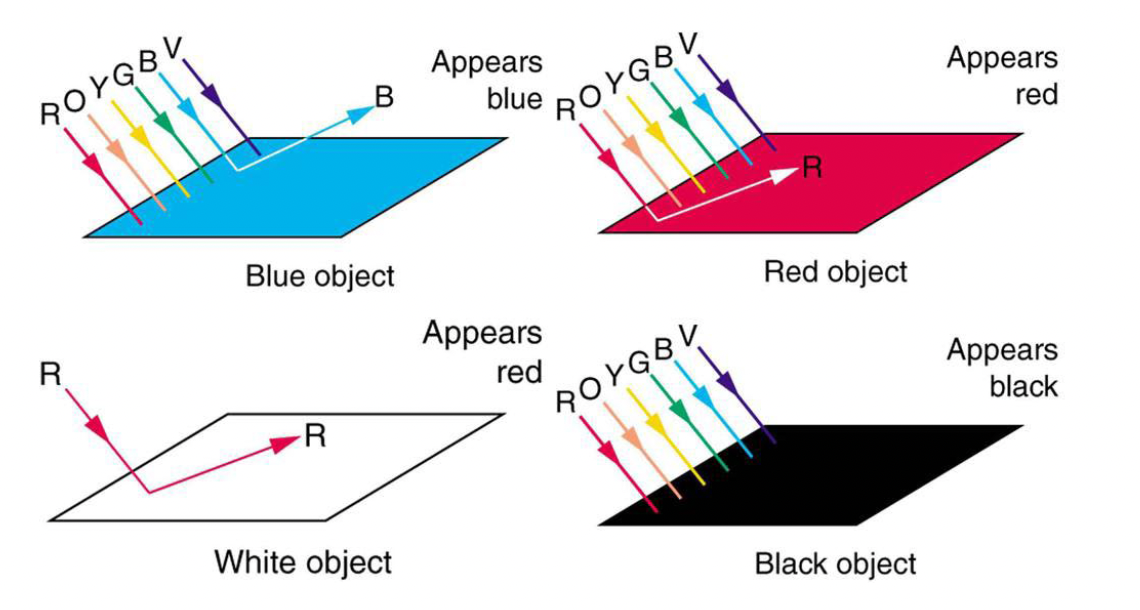 R O Y G B V
B
Appears
blue
Blue object
R O Y G B V
R
Appears
red
Red object
R
R
Appears
red
White object
R O Y G B V
Appears
black
Black object